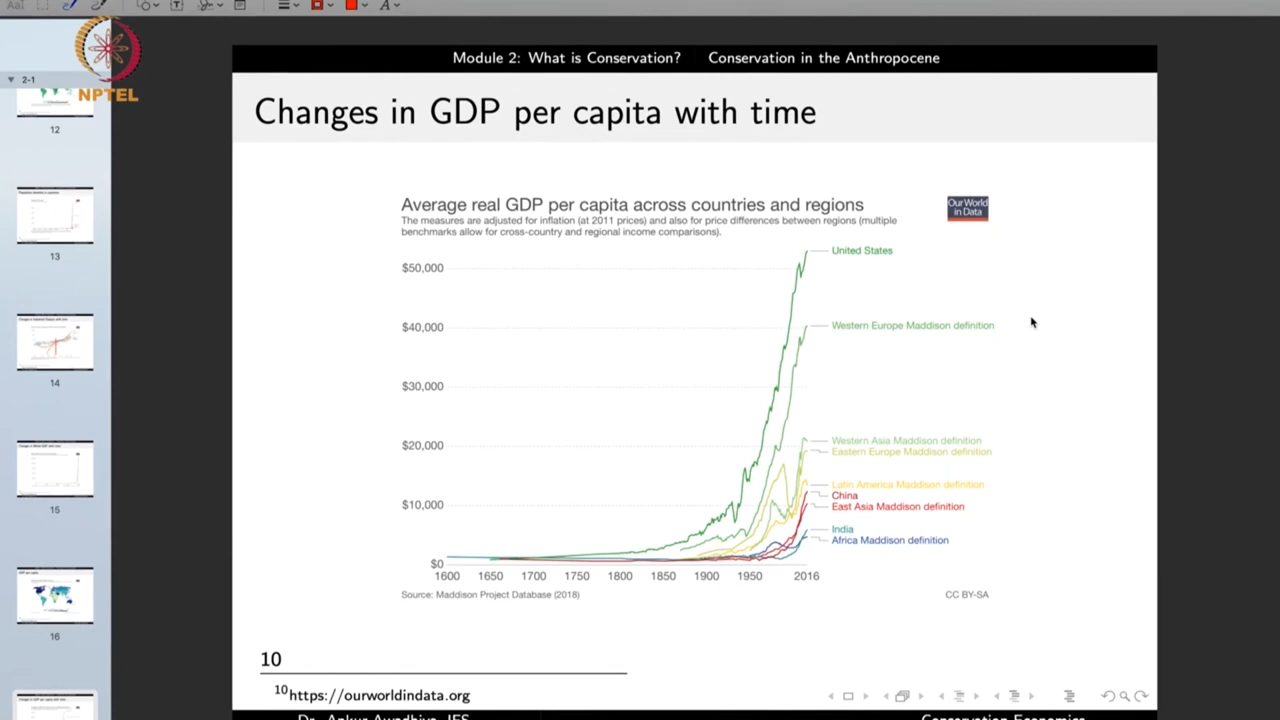 NPTEL
2-1
12
13
14
15
16
Module 2: What is Conservation? Conservation in the Anthropocene
Changes in GDP per capita with time
Average real GDP per capita across countries and regions
The measures are adjusted for inflation (at 2011 prices) and also for price differences between regions (multiple
benchmarks allow for cross-country and regional income comparisons).
Our World
in Data
United States
$50,000
Western Europe Maddison definition
$40,000
$30,000
Western Asia Maddison definition
$20,000
Eastern Europe Maddison definition
Latin America Maddison definition
China
$10,000
East Asia Maddison definition
India
Africa Maddison definition
$0
1600 1650 1700 1750 1800 1850 1900 1950 2016
Source: Maddison Project Database (2018) CC BY-SA
10
10https://ourworldindata.org
Dr. Ankur Awadhiya, IFS Conservation Economics